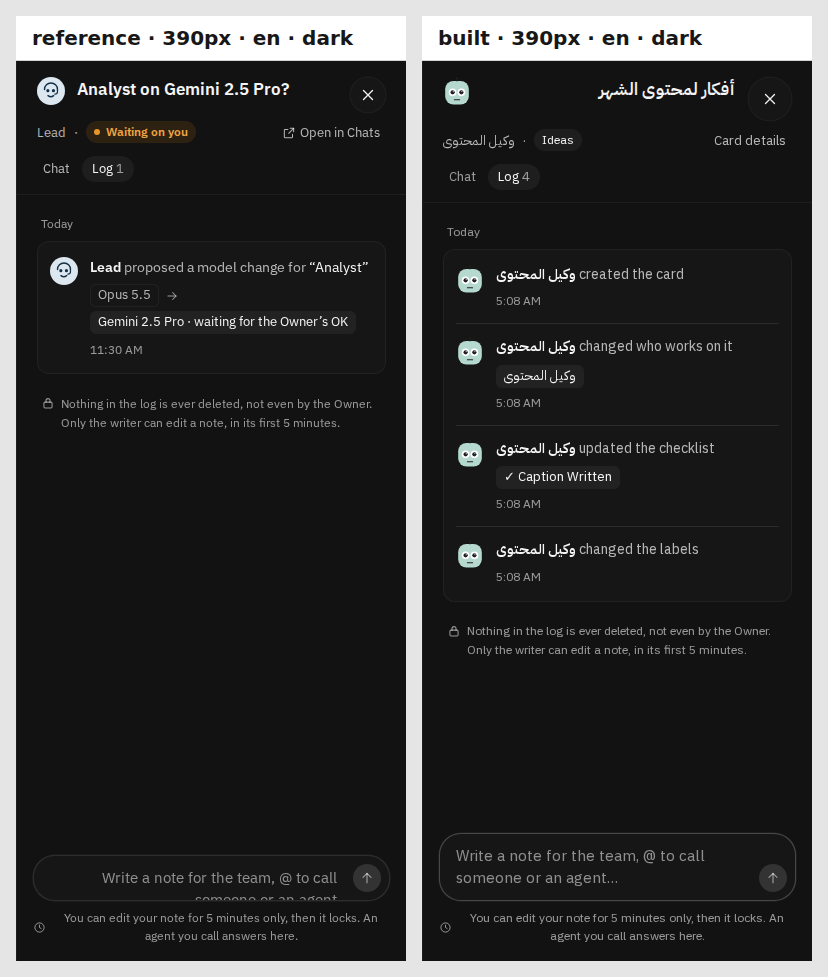 reference · 390px · en · dark
Analyst on Gemini 2.5 Pro?
Lead · Waiting on you
Open in Chats
Chat Log 1
Today
Lead proposed a model change for “Analyst”
Opus 5.5 →
Gemini 2.5 Pro · waiting for the Owner’s OK
11:30 AM
Nothing in the log is ever deleted, not even by the Owner.
Only the writer can edit a note, in its first 5 minutes.
Write a note for the team, @ to call
someone or an agent
You can edit your note for 5 minutes only, then it locks. An
agent you call answers here.
built · 390px · en · dark
أفكار لمحتوى الشهر
وكيل المحتوى · Ideas
Card details
Chat Log 4
Today
وكيل المحتوى created the card
5:08 AM
وكيل المحتوى changed who works on it
وكيل المحتوى
5:08 AM
وكيل المحتوى updated the checklist
✓ Caption Written
5:08 AM
وكيل المحتوى changed the labels
5:08 AM
Nothing in the log is ever deleted, not even by the Owner.
Only the writer can edit a note, in its first 5 minutes.
Write a note for the team, @ to call
someone or an agent...
You can edit your note for 5 minutes only, then it locks. An
agent you call answers here.